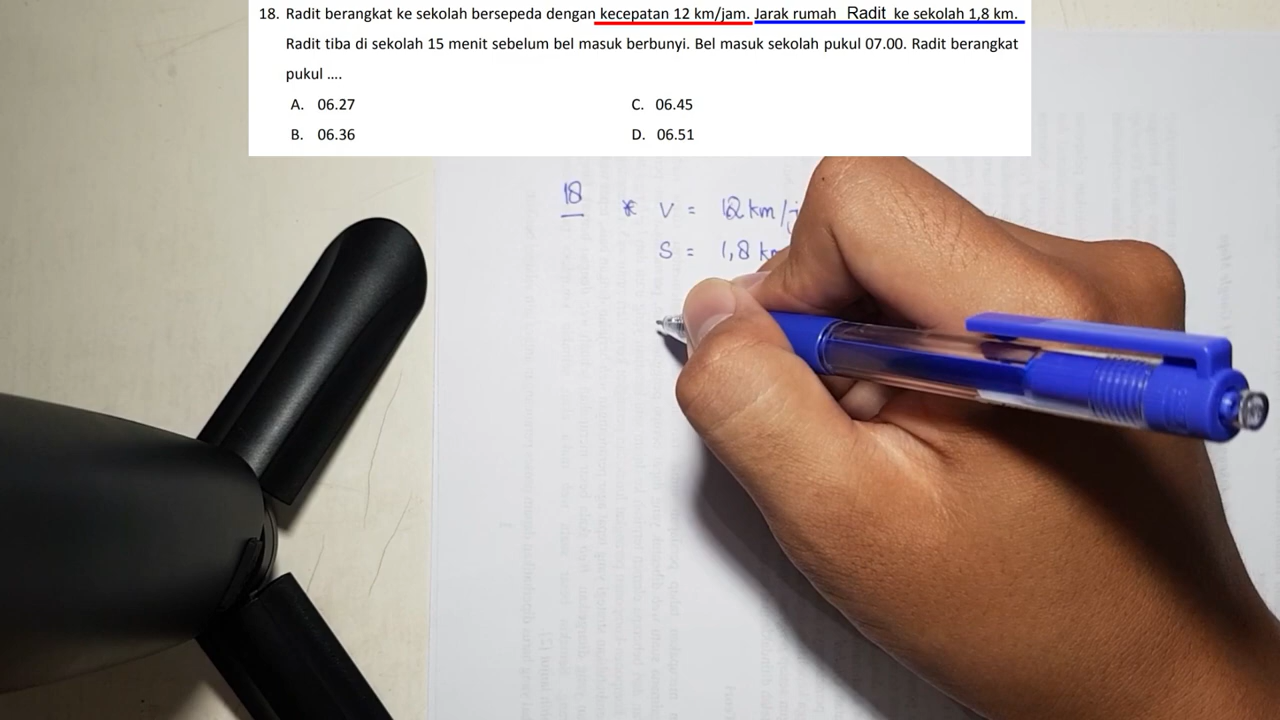 18. Radit berangkat ke sekolah bersepeda dengan kecepatan 12 km/jam. Jarak rumah Radit ke sekolah 1,8 km.
Radit tiba di sekolah 15 menit sebelum bel masuk berbunyi. Bel masuk sekolah pukul 07.00. Radit berangkat
pukul ....
A. 06.27
C. 06.45
B. 06.36
D. 06.51
18 * V = 12 km/j
S = 1,8 km